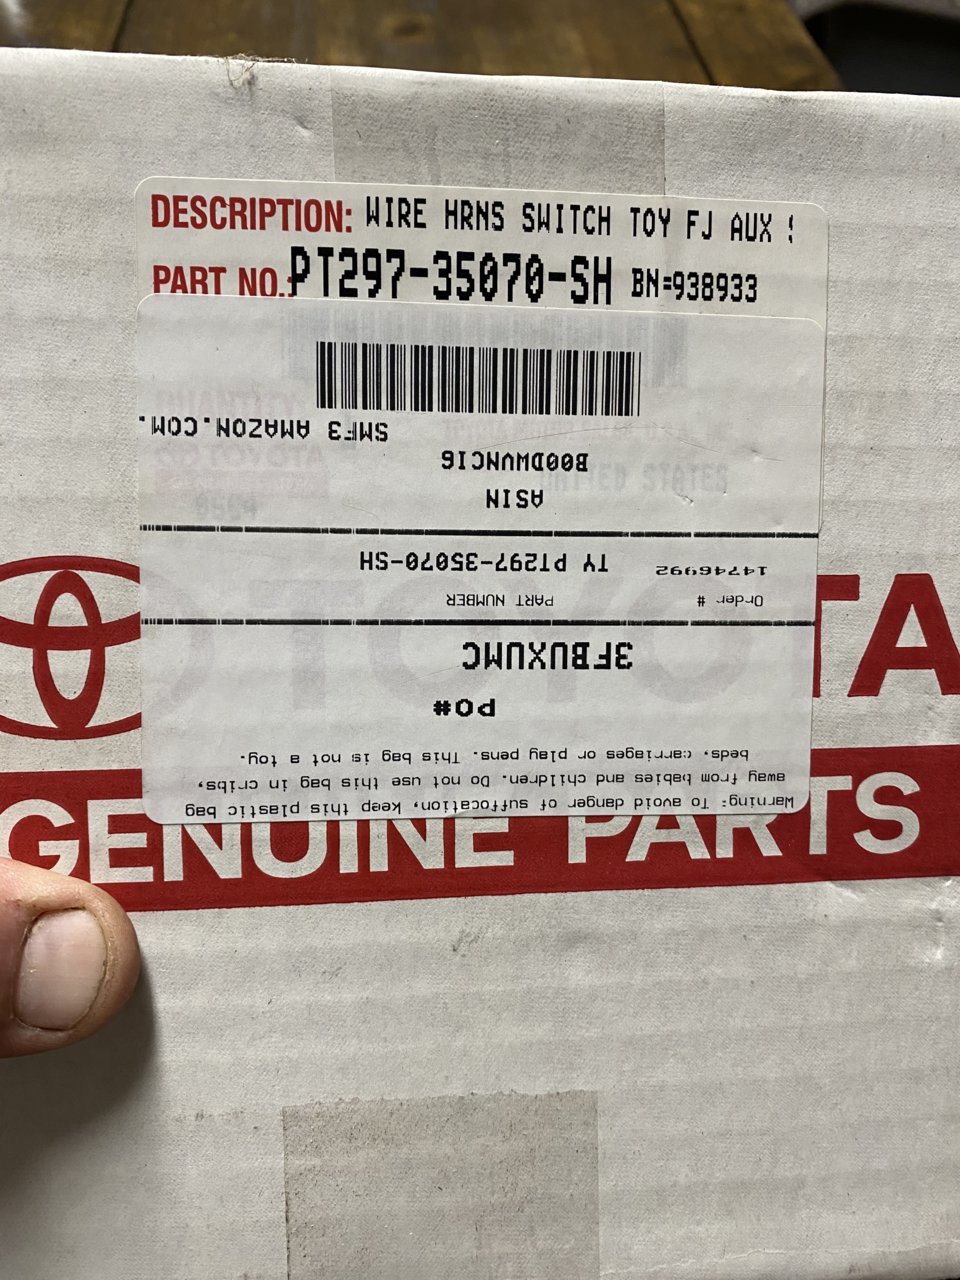 DESCRIPTION: WIRE HRNS SWITCH TOY FJ AUX
PART NO.: PT297-35070-SH BN=938933
Warning: To avoid danger of suffocation, keep this plastic bag
away from babies and children. Do not use this bag in cribs,
beds, carriages or play pens. This bag is not a toy.
PO#
3FBUXUMC
Order # PART NUMBER
14746992 TY PT297-35070-SH
ASIN
B00DWVNCI6
SMF3 AMAZON.COM.
UNITED STATES
TOYOTA
GENUINE PARTS